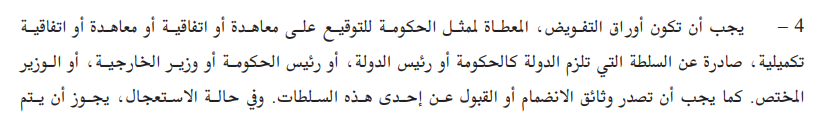 4 – يجب أن تكون أوراق التفويض، المعطاة لممثل الحكومة للتوقيع على معاهدة أو اتفاقية أو معاهدة أو اتفاقية
تكميلية، صادرة عن السلطة التي تلزم الدولة كالحكومة أو رئيس الدولة، أو رئيس الحكومة أو وزير الخارجية، أو الوزير
المختص. كما يجب أن تصدر وثائق الانضمام أو القبول عن إحدى هذه السلطات. وفي حالة الاستعجال، يجوز أن يتم